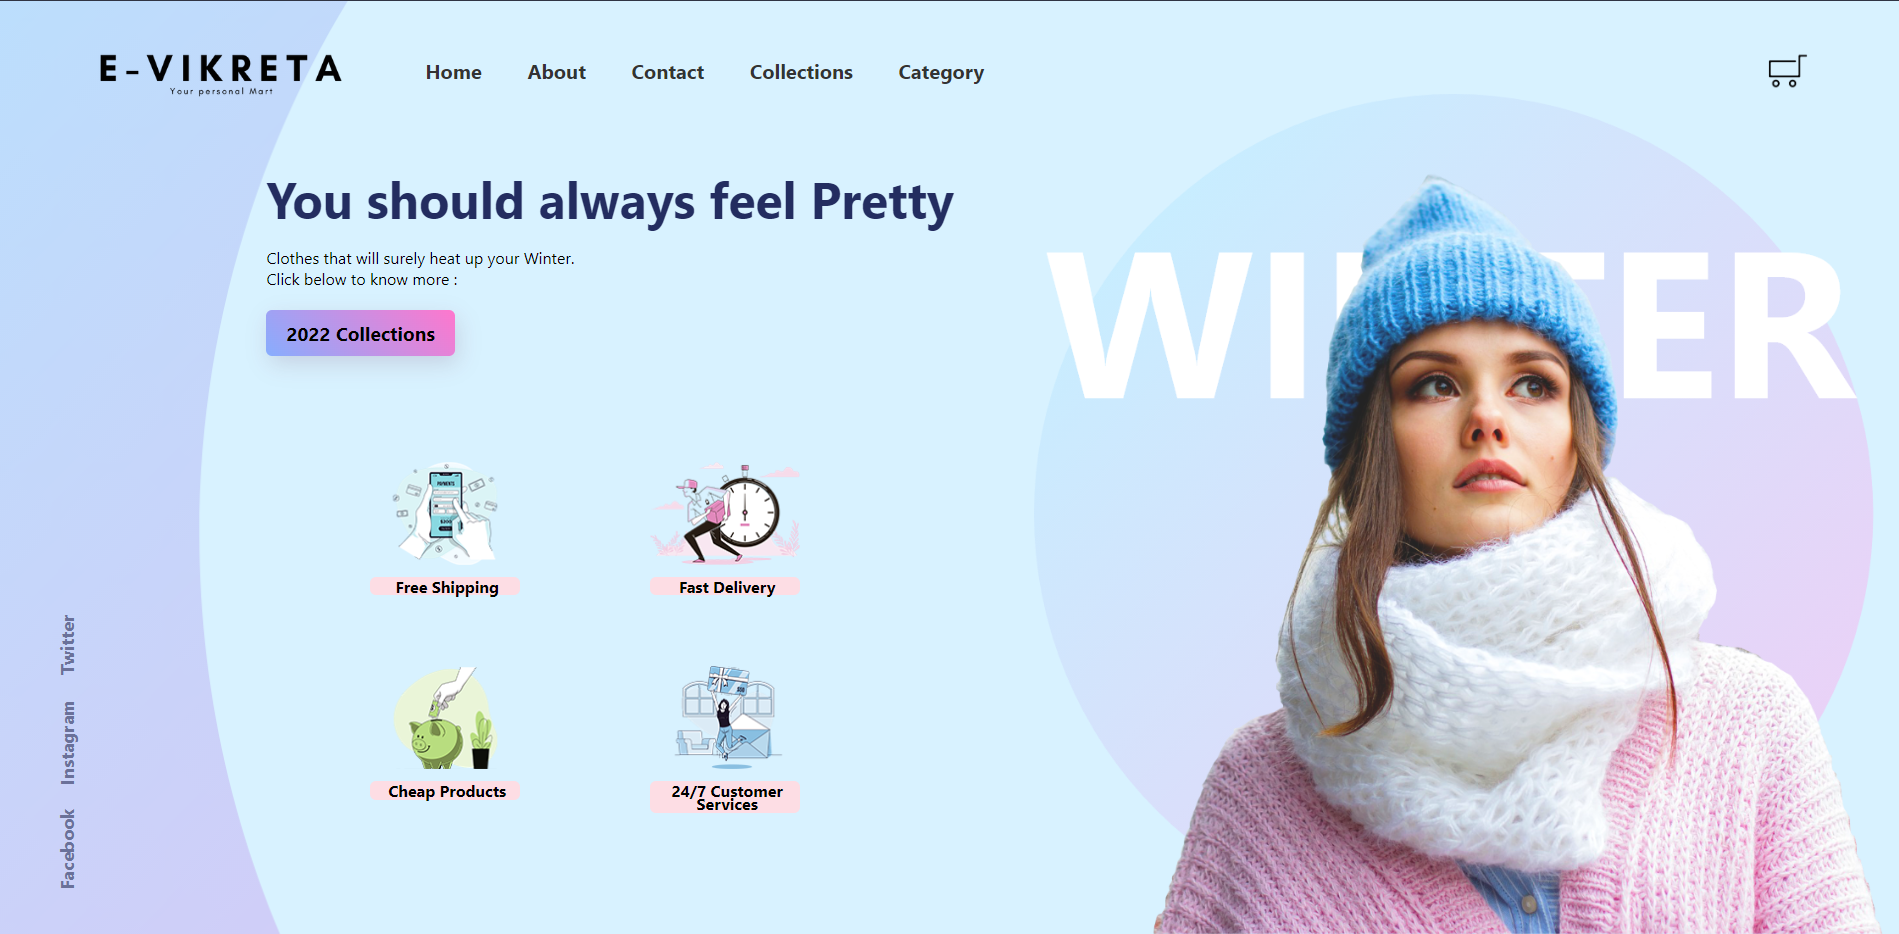 E-VIKRETA
Your personal Mart
Home
About
Contact
Collections
Category
You should always feel Pretty
Clothes that will surely heat up your Winter.
Click below to know more :
2022 Collections
WINTER
PAYMENTS
Free Shipping
Fast Delivery
Cheap Products
24/7 Customer
Services
Twitter
Instagram
Facebook